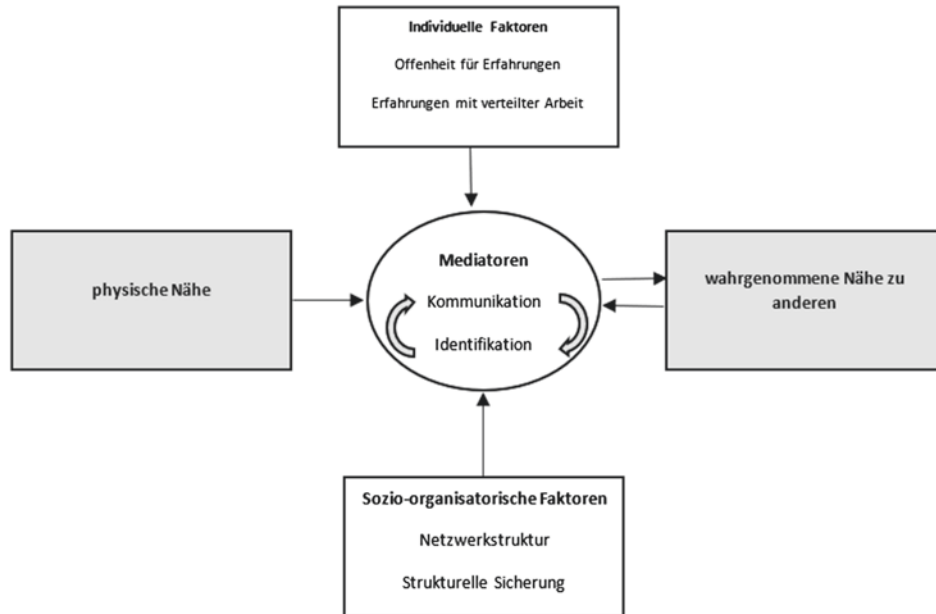 Individuelle Faktoren
Offenheit für Erfahrungen
Erfahrungen mit verteilter Arbeit
physische Nähe
Mediatoren
Kommunikation
Identifikation
wahrgenommene Nähe zu
anderen
Sozio-organisatorische Faktoren
Netzwerkstruktur
Strukturelle Sicherung